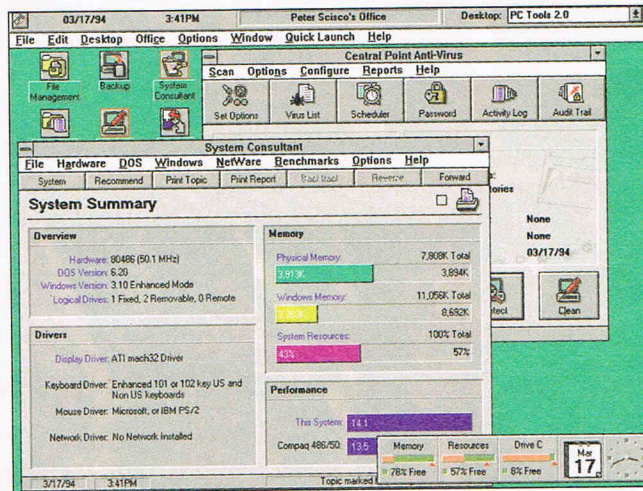 03/17/94 3:41PM Peter Scisco's Office Desktop: PC Tools 2.0
File Edit Desktop Office Options Window Quick Launch Help
File Management
Backup
System Consultant
Central Point Anti-Virus
Scan Options Configure Reports Help
Set Options Virus List Scheduler Password Activity Log Audit Trail
None
None
03/17/94
Clean
System Consultant
File Hardware DOS Windows NetWare Benchmarks Options Help
System Recommend Print Topic Print Report Reverse Forward
System Summary
Overview
Hardware: 80486 (50.1 MHz)
DOS Version: 6.20
Windows Version: 3.10 Enhanced Mode
Logical Drives: 1 Fixed, 2 Removable, 0 Remote
Drivers
Display Driver: ATI mach32 Driver
Keyboard Driver: Enhanced 101 or 102 key US and
Non US keyboards
Mouse Driver: Microsoft, or IBM PS/2
Network Driver: No Network Installed
Memory
Physical Memory: 7,808K Total
3,913K 3,894K
Windows Memory: 11,056K Total
8,692K
System Resources: 100% Total
43% 57%
Performance
This System: 14.1
Compaq 486/50: 13.5
3/17/94 3:41PM Topic marked
Memory Resources Drive C
78% Free 57% Free 8% Free
Mar
17